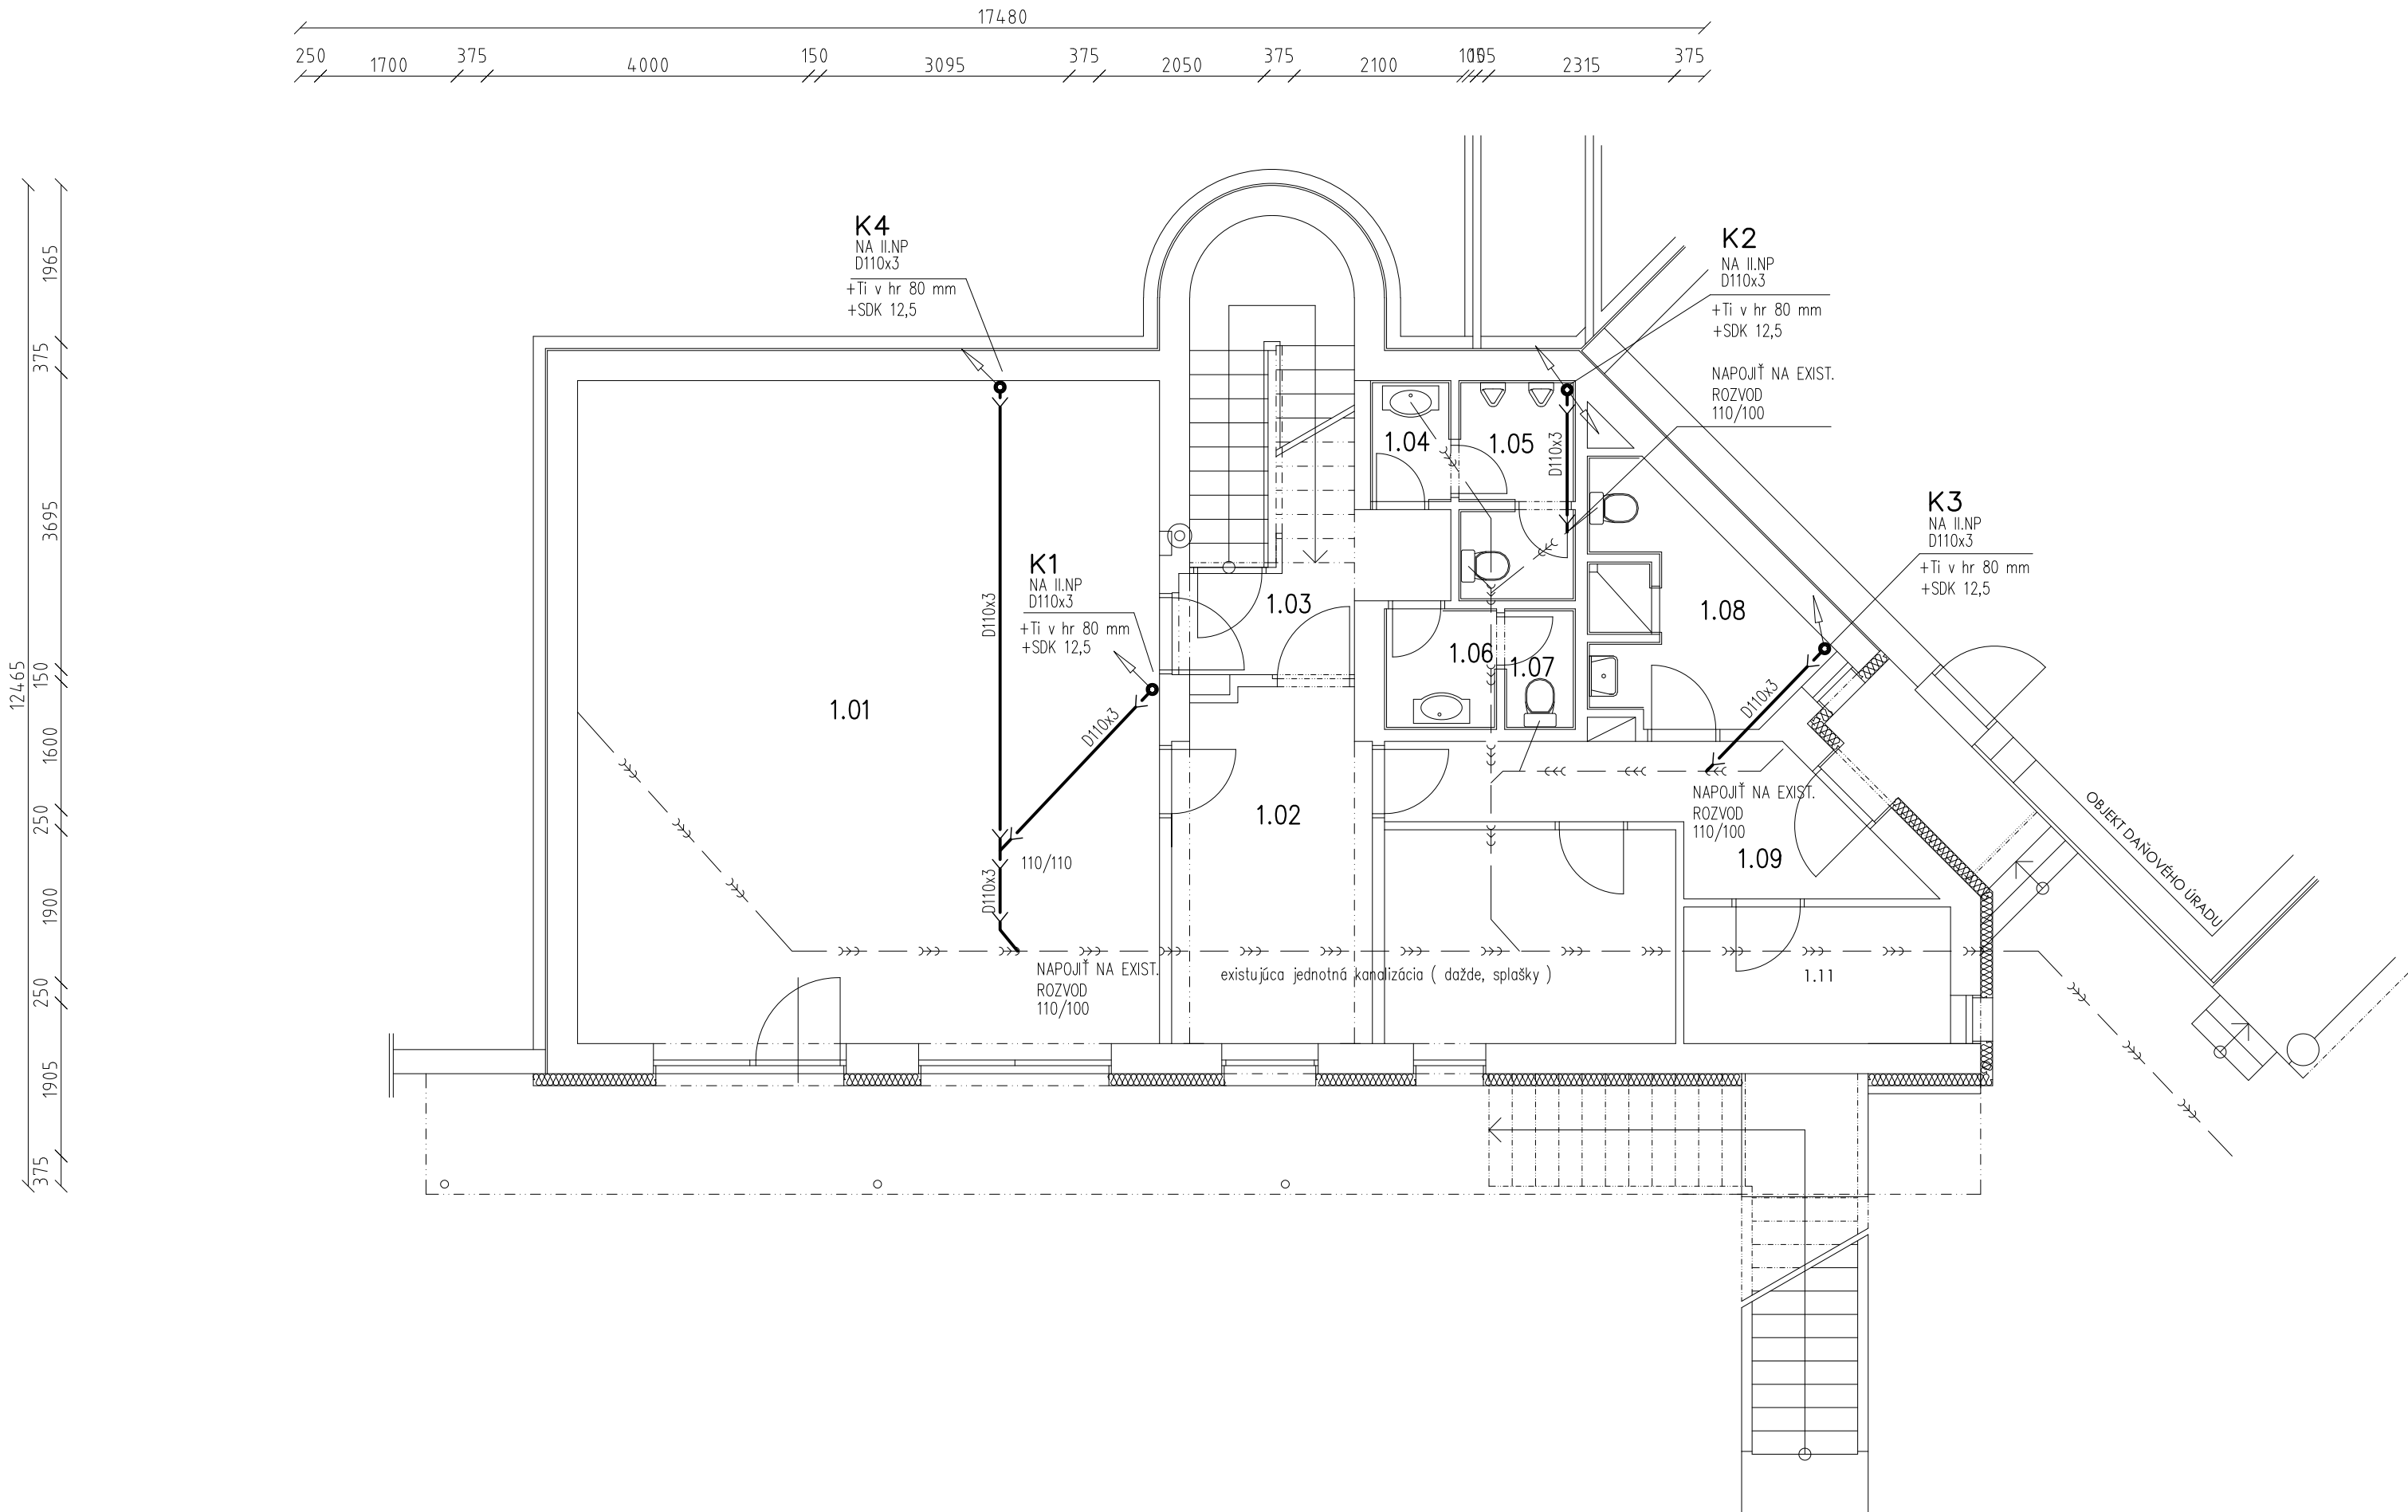 17480
250
1700
375
4000
150
3095
375
2050
375
2100
105
2315
375
12465
1965
375
3695
150
1600
250
1900
250
1905
375
K4
NA II.NP
D110x3
+Ti v hr 80 mm
+SDK 12,5
K2
NA II.NP
D110x3
+Ti v hr 80 mm
+SDK 12,5
NAPOJIŤ NA EXIST.
ROZVOD
110/100
K3
NA II.NP
D110x3
+Ti v hr 80 mm
+SDK 12,5
K1
NA II.NP
D110x3
+Ti v hr 80 mm
+SDK 12,5
1.04
1.05
D110x3
D110x3
1.03
1.08
1.06
1.07
D110x3
D110x3
1.01
1.02
NAPOJIŤ NA EXIST.
ROZVOD
110/100
1.09
OBJEKT DAŇOVÉHO ÚRADU
110/110
D110x3
NAPOJIŤ NA EXIST.
ROZVOD
110/100
existujúca jednotná kanalizácia ( dažde, splašky )
1.11